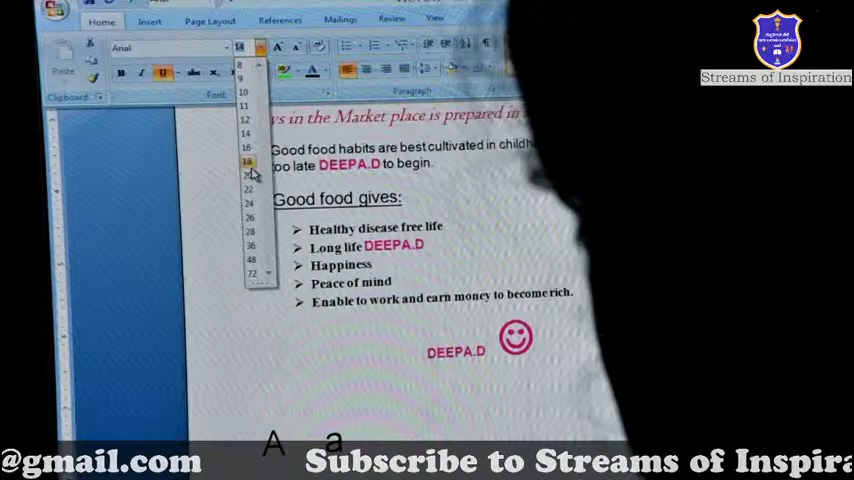 Home Insert Page Layout References Mailings Review View
Arial 14
Paste
B I U abc
Clipboard Font Paragraph
8
9
10
11
12
14
16
18
20
22
24
26
28
36
48
72
in the Market place is prepared in
Good food habits are best cultivated in
too late DEEPA.D to begin.
Good food gives:
Healthy disease free life
Long life DEEPA.D
Happiness
Peace of mind
Enable to work and earn money to become rich.
DEEPA.D
A a
Streams of Inspiration
@gmail.com Subscribe to Streams of